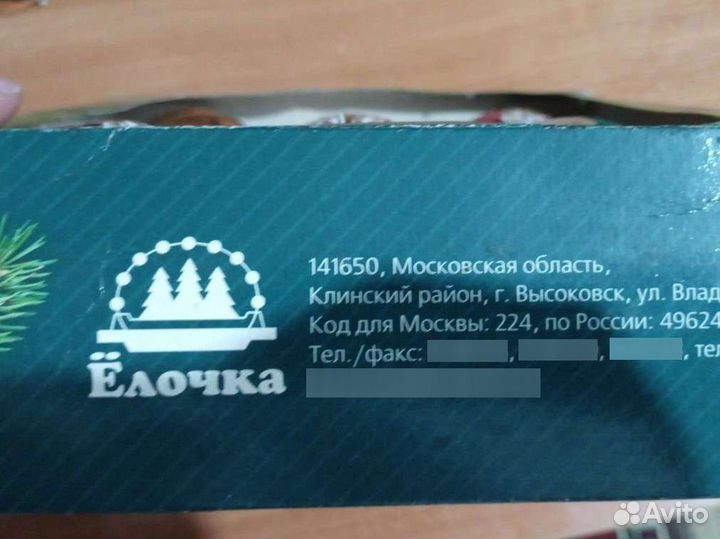 141650, Московская область,
Клинский район, г. Высоковск, ул. Влад
Код для Москвы: 224, по России: 49624
Тел./факс: , , , тел
Ёлочка
Avito